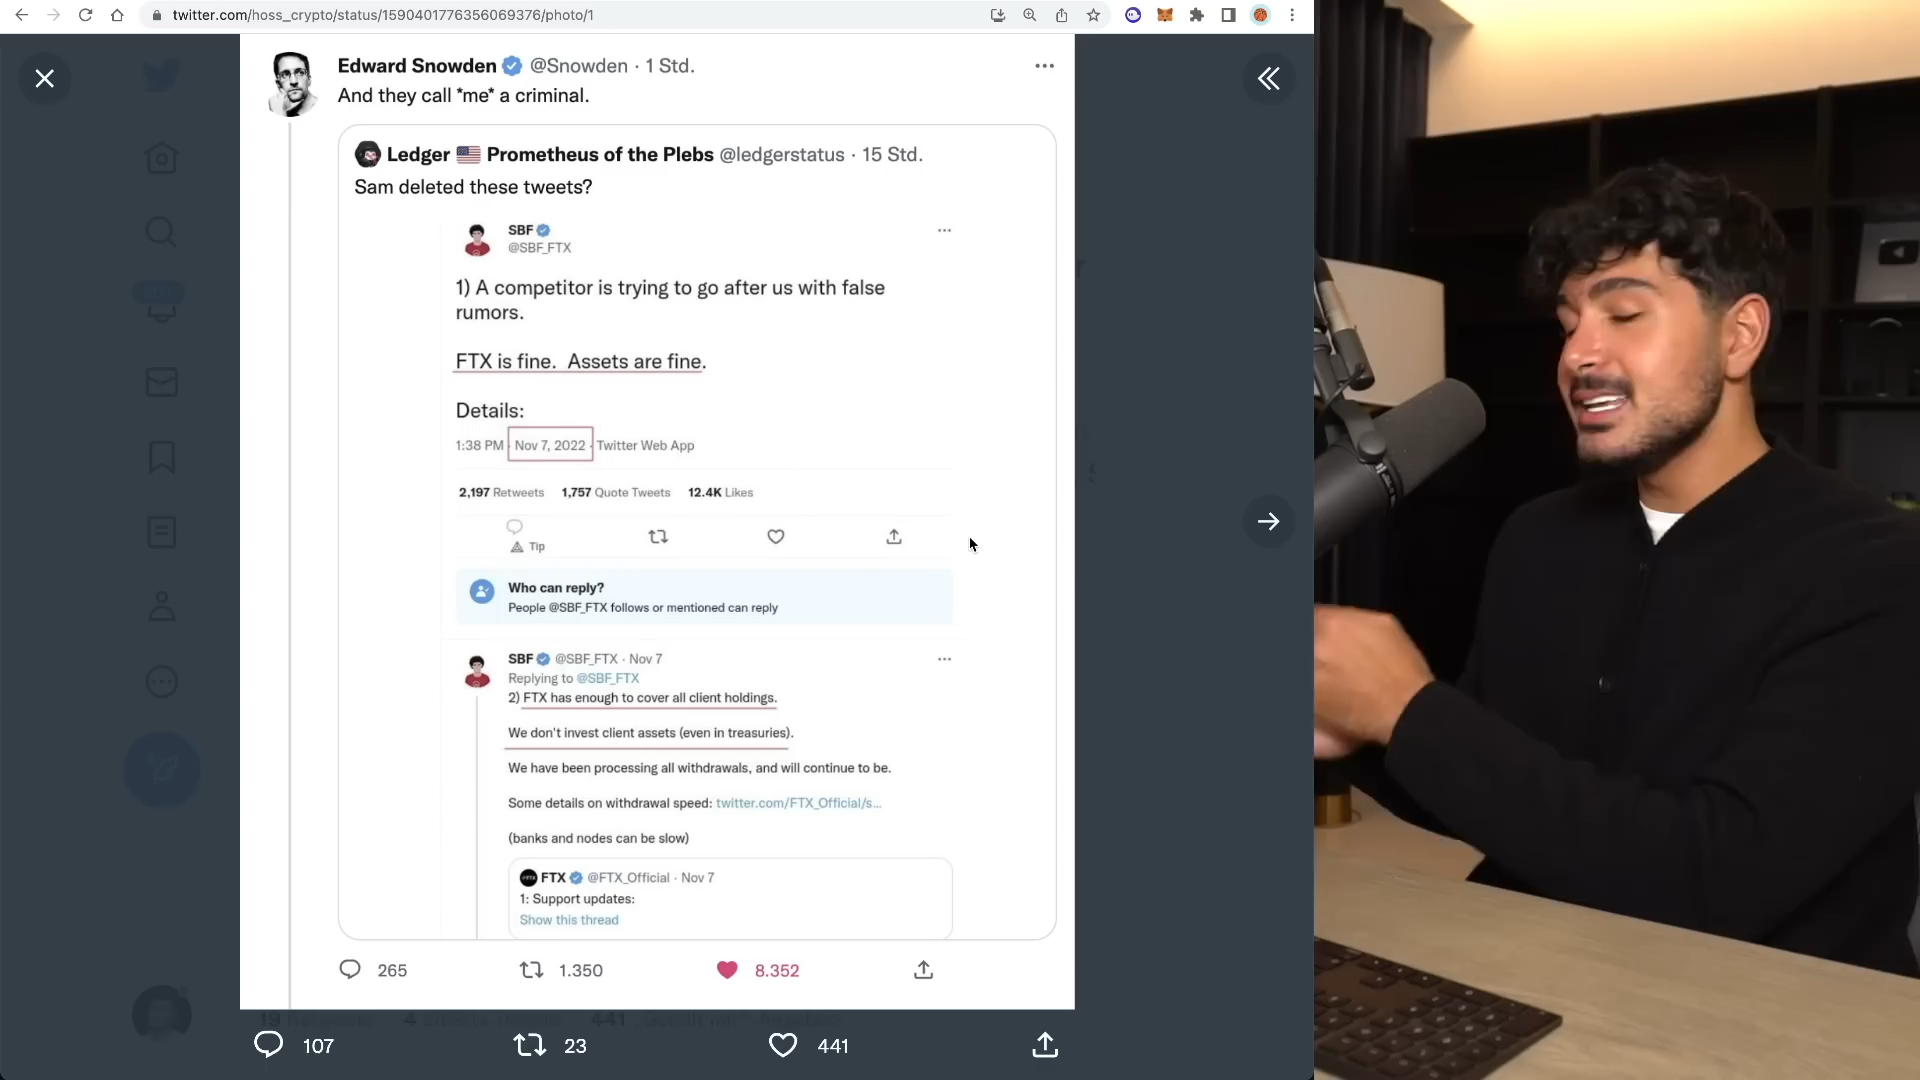 twitter.com/hoss_crypto/status/1590401776356069376/photo/1
Edward Snowden @Snowden · 1 Std.
And they call *me* a criminal.
Ledger 🇺🇸 Prometheus of the Plebs @ledgerstatus · 15 Std.
Sam deleted these tweets?
SBF
@SBF_FTX
1) A competitor is trying to go after us with false
rumors.
FTX is fine. Assets are fine.
Details:
1:38 PM · Nov 7, 2022 · Twitter Web App
2,197 Retweets 1,757 Quote Tweets 12.4K Likes
Tip
Who can reply?
People @SBF_FTX follows or mentioned can reply
SBF @SBF_FTX · Nov 7
Replying to @SBF_FTX
2) FTX has enough to cover all client holdings.
We don't invest client assets (even in treasuries).
We have been processing all withdrawals, and will continue to be.
Some details on withdrawal speed: twitter.com/FTX_Official/s...
(banks and nodes can be slow)
FTX @FTX_Official · Nov 7
1: Support updates:
Show this thread
265 1.350 8.352
107 23 441